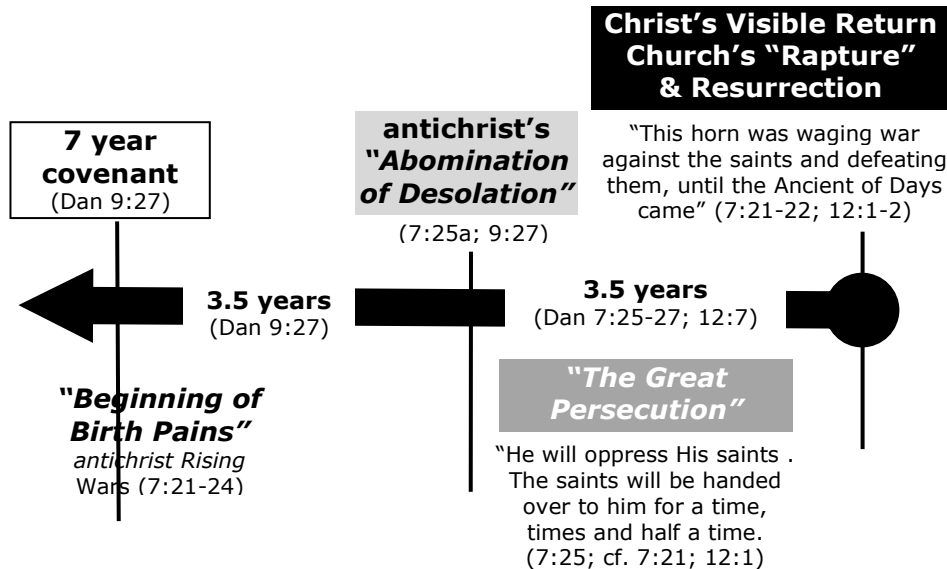 Christ's Visible Return
Church's “Rapture”
& Resurrection
“This horn was waging war
against the saints and defeating
them, until the Ancient of Days
came” (7:21-22; 12:1-2)
7 year
covenant
(Dan 9:27)
antichrist's
“Abomination
of Desolation”
(7:25a; 9:27)
3.5 years
(Dan 9:27)
3.5 years
(Dan 7:25-27; 12:7)
“Beginning of
Birth Pains”
antichrist Rising
Wars (7:21-24)
“The Great
Persecution”
“He will oppress His saints .
The saints will be handed
over to him for a time,
times and half a time.
(7:25; cf. 7:21; 12:1)